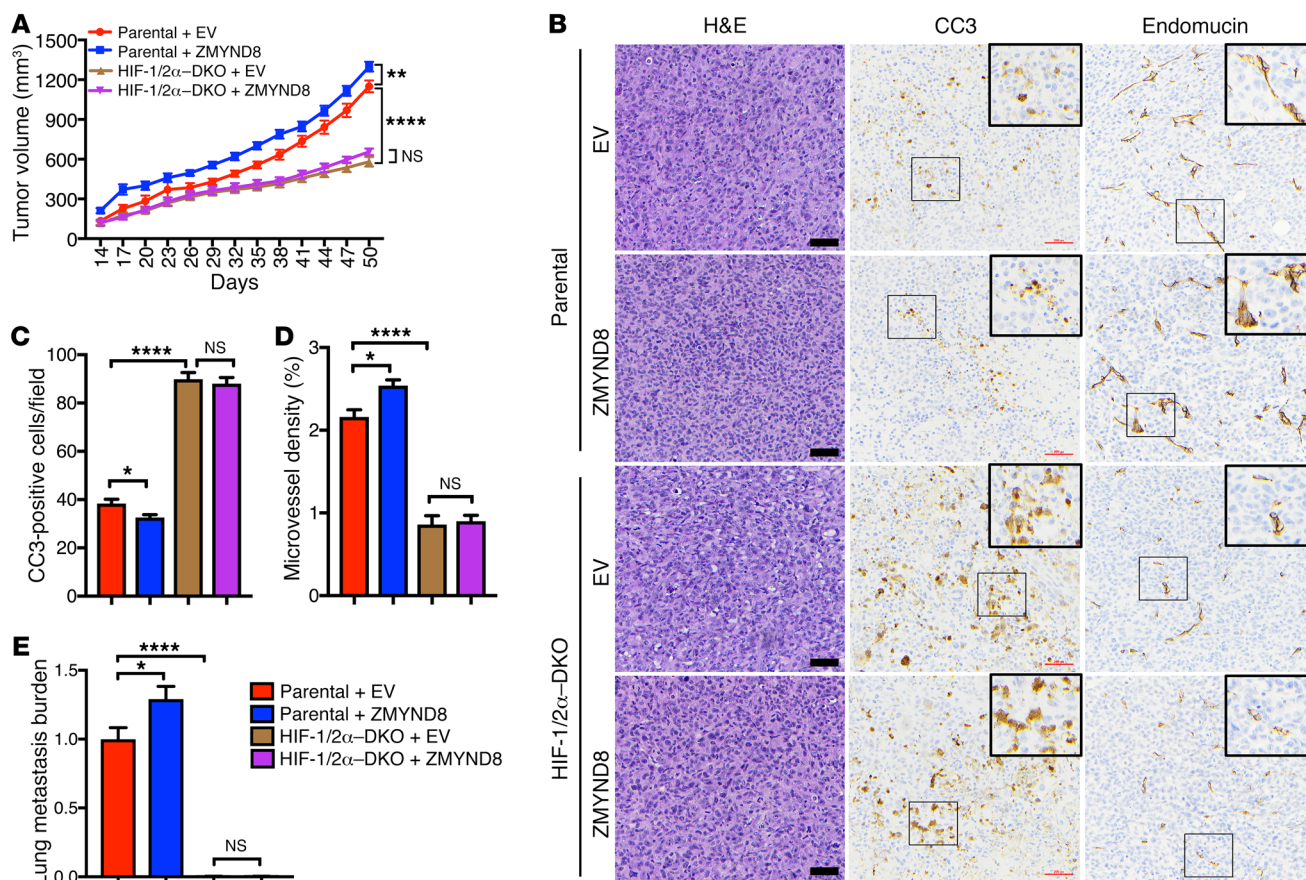 A
Parental + EV
Parental + ZMYND8
HIF-1/2α–DKO + EV
HIF-1/2α–DKO + ZMYND8
Tumor volume (mm³)
1500
1200
900
600
300
0
**
****
NS
14 17 20 23 26 29 32 35 38 41 44 47 50
Days
B
H&E CC3 Endomucin
Parental
EV
ZMYND8
HIF-1/2α–DKO
EV
ZMYND8
C
CC3-positive cells/field
100
80
60
40
20
0
****
NS
*
D
Microvessel density (%)
3
2
1
0
****
*
NS
E
Lung metastasis burden
1.5
1.0
0.5
0.0
****
*
NS
Parental + EV
Parental + ZMYND8
HIF-1/2α–DKO + EV
HIF-1/2α–DKO + ZMYND8